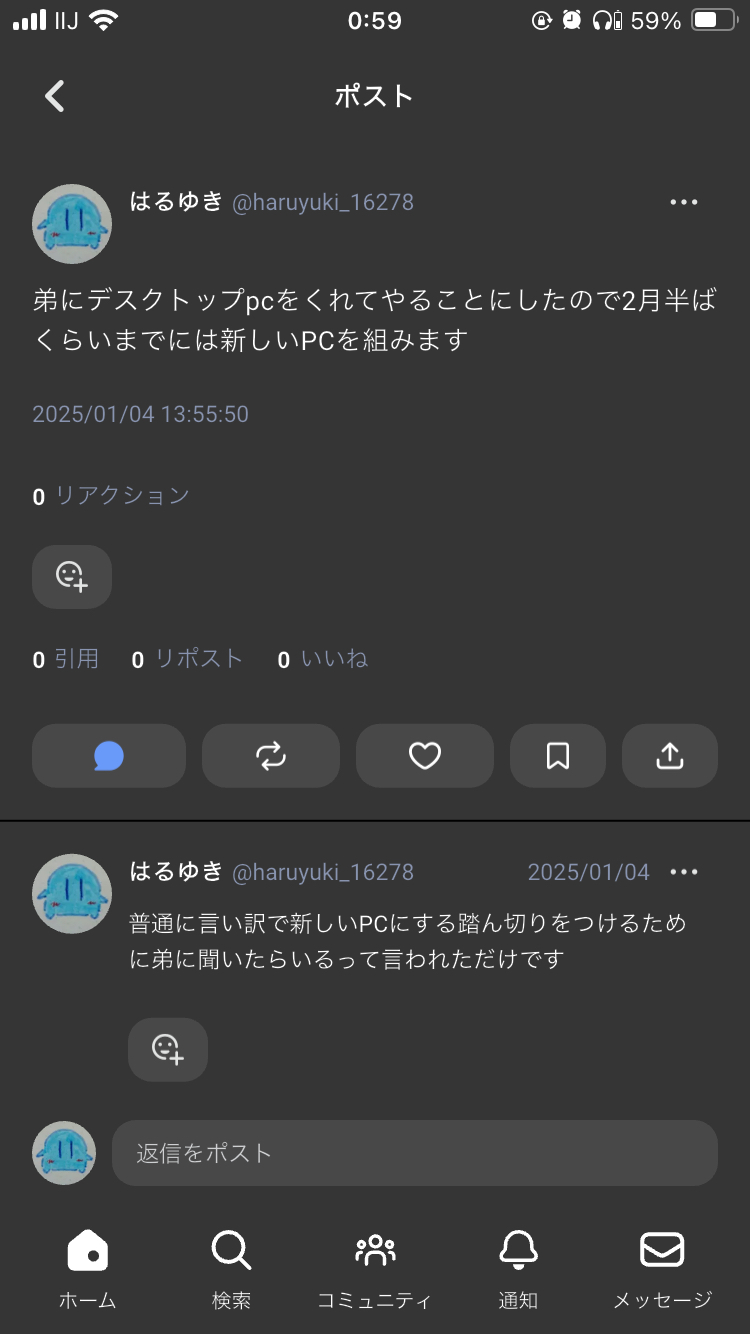 IIJ 0:59 59%
ポスト
はるゆき @haruyuki_16278
弟にデスクトップpcをくれてやることにしたので2月半ば
くらいまでには新しいPCを組みます
2025/01/04 13:55:50
0 リアクション
0 引用 0 リポスト 0 いいね
はるゆき @haruyuki_16278 2025/01/04
普通に言い訳で新しいPCにする踏ん切りをつけるため
に弟に聞いたらいるって言われただけです
返信をポスト
ホーム 検索 コミュニティ 通知 メッセージ